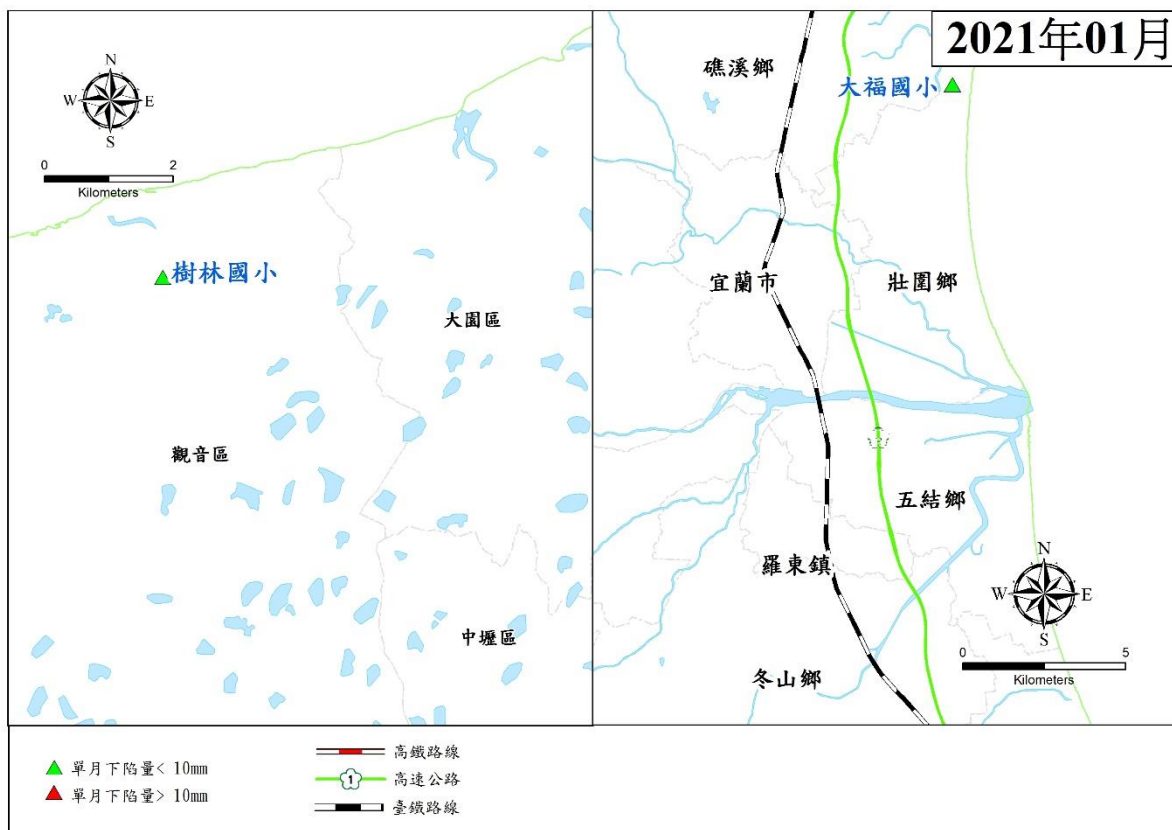 2021年01月
N
W
E
S
0
2
Kilometers
樹林國小
大園區
觀音區
中壢區
礁溪鄉
大福國小
宜蘭市
壯圍鄉
五結鄉
羅東鎮
冬山鄉
N
W
E
S
0
5
Kilometers
單月下陷量< 10mm
單月下陷量> 10mm
高鐵路線
1
高速公路
臺鐵路線